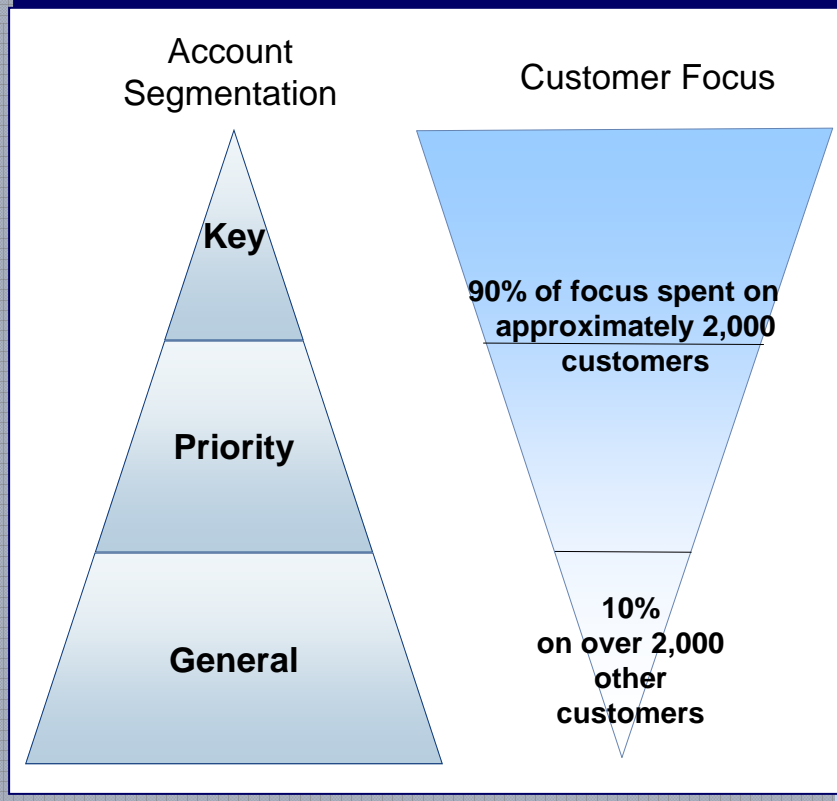 Account
Segmentation
Customer Focus
Key
90% of focus spent on
approximately 2,000
customers
Priority
10%
on over 2,000
other
customers
General